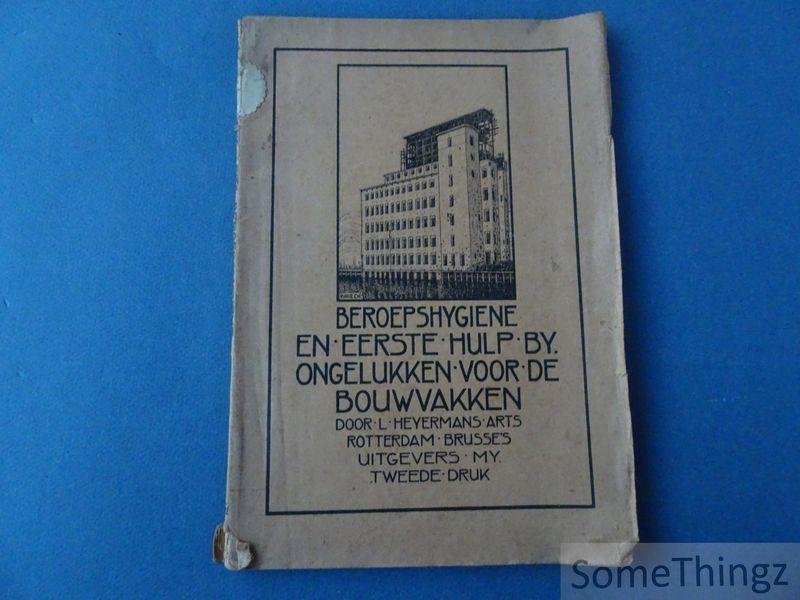 BEROEPSHYGIENE
EN·EERSTE·HULP·BY.
ONGELUKKEN·VOOR·DE
BOUWVAKKEN
DOOR·L·HEYERMANS·ARTS
ROTTERDAM·BRUSSE'S
UITGEVERS·MY.
.TWEEDE·DRUK
SomeThingz